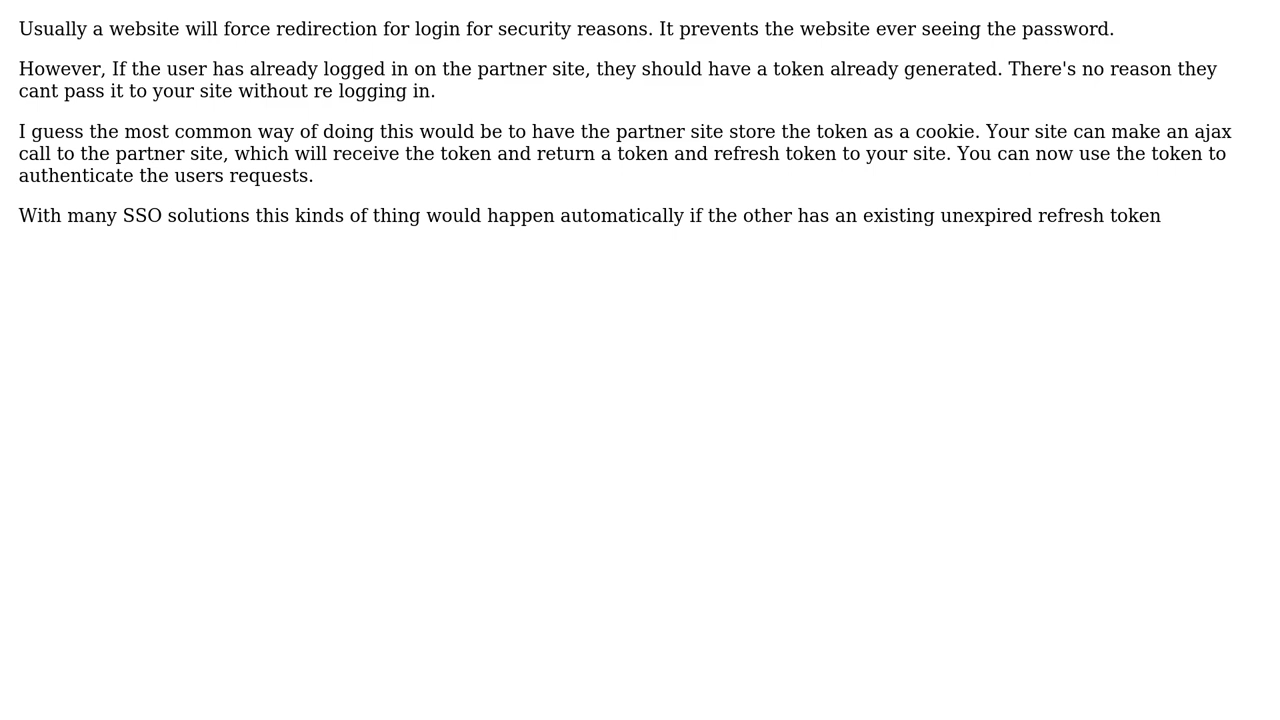 Usually a website will force redirection for login for security reasons. It prevents the website ever seeing the password.
However, If the user has already logged in on the partner site, they should have a token already generated. There's no reason they
cant pass it to your site without re logging in.
I guess the most common way of doing this would be to have the partner site store the token as a cookie. Your site can make an ajax
call to the partner site, which will receive the token and return a token and refresh token to your site. You can now use the token to
authenticate the users requests.
With many SSO solutions this kinds of thing would happen automatically if the other has an existing unexpired refresh token